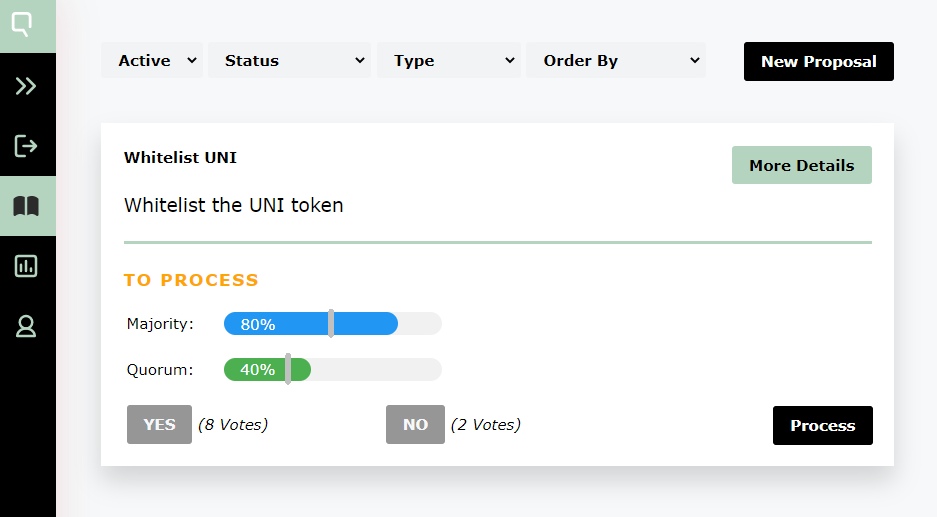 Active Status Type Order By New Proposal
Whitelist UNI More Details
Whitelist the UNI token
TO PROCESS
Majority: 80%
Quorum: 40%
YES (8 Votes) NO (2 Votes) Process